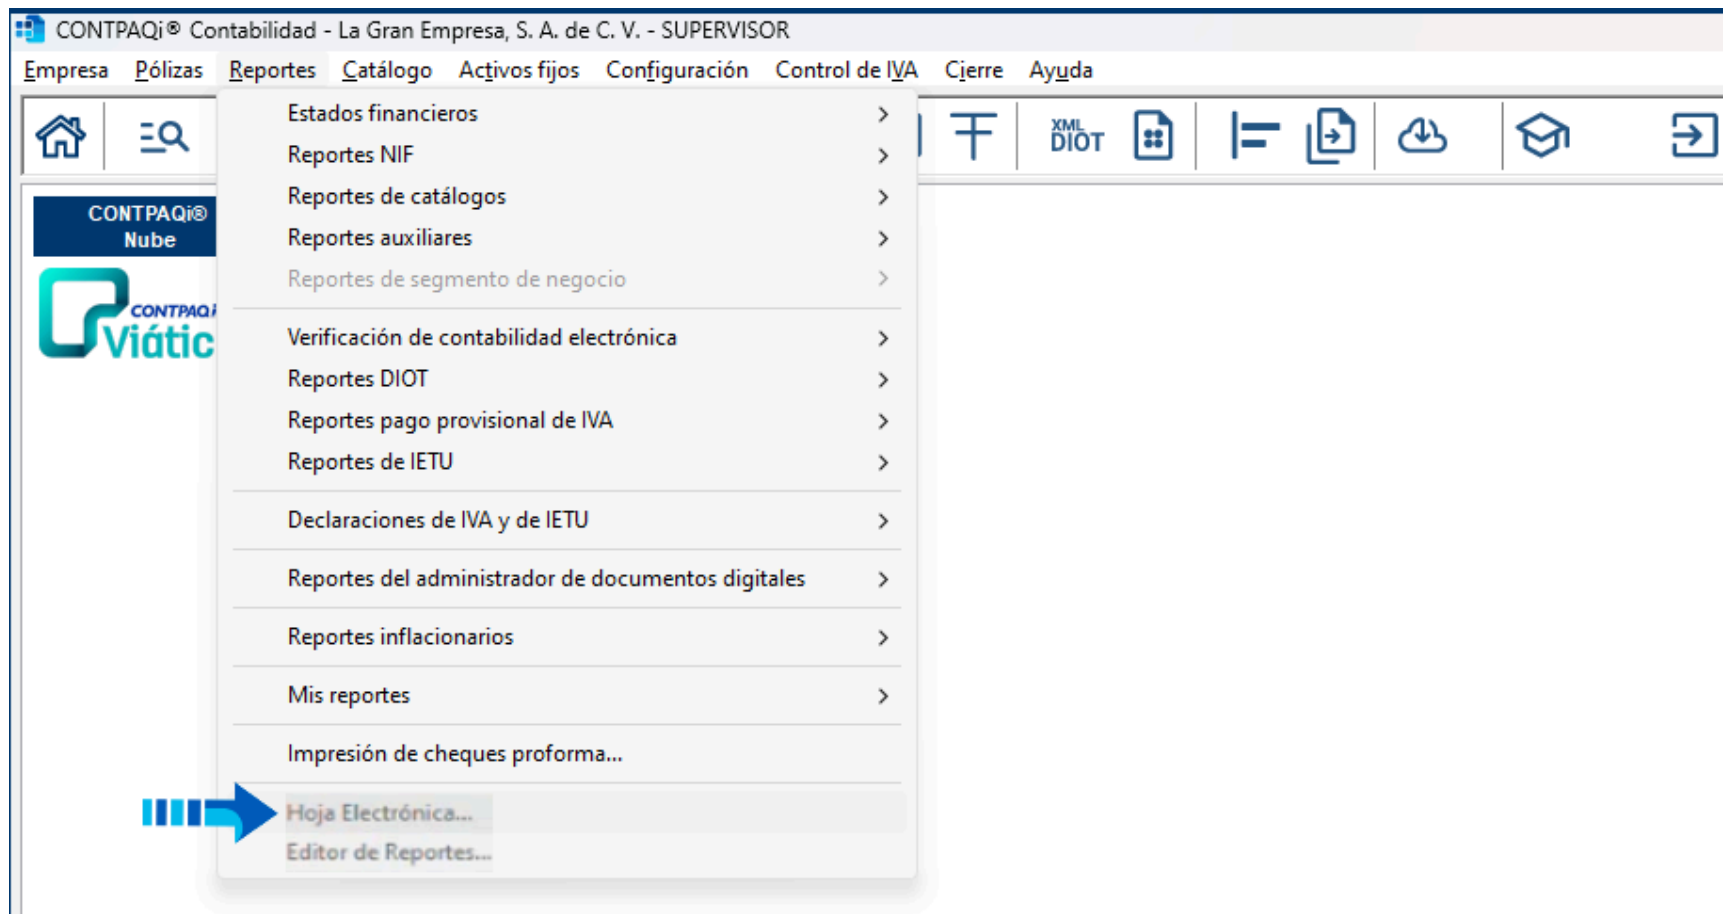 CONTPAQi® Contabilidad - La Gran Empresa, S. A. de C. V. - SUPERVISOR
Empresa Pólizas Reportes Catálogo Activos fijos Configuración Control de IVA Cierre Ayuda
XML
DIOT
CONTPAQi®
Nube
CONTPAQi
Viátic
Estados financieros
Reportes NIF
Reportes de catálogos
Reportes auxiliares
Reportes de segmento de negocio
Verificación de contabilidad electrónica
Reportes DIOT
Reportes pago provisional de IVA
Reportes de IETU
Declaraciones de IVA y de IETU
Reportes del administrador de documentos digitales
Reportes inflacionarios
Mis reportes
Impresión de cheques proforma...
Hoja Electrónica...
Editor de Reportes...